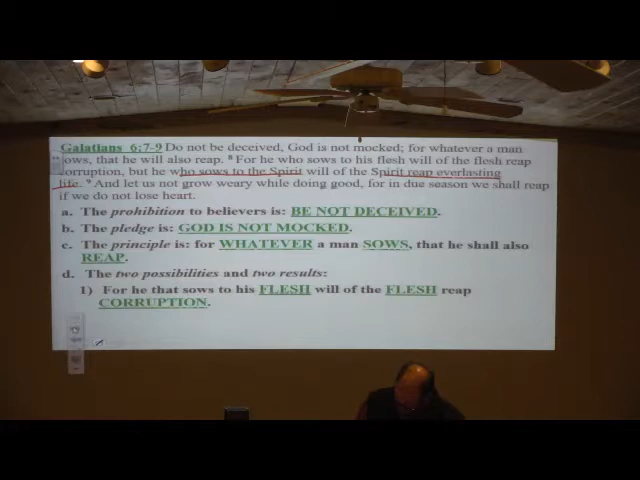 Galatians 6:7-9 Do not be deceived, God is not mocked; for whatever a man
sows, that he will also reap. 8 For he who sows to his flesh will of the flesh reap
corruption, but he who sows to the Spirit will of the Spirit reap everlasting
life. 9 And let us not grow weary while doing good, for in due season we shall reap
if we do not lose heart.
a. The prohibition to believers is: BE NOT DECEIVED.
b. The pledge is: GOD IS NOT MOCKED.
c. The principle is: for WHATEVER a man SOWS, that he shall also
REAP.
d. The two possibilities and two results:
1) For he that sows to his FLESH will of the FLESH reap
CORRUPTION.